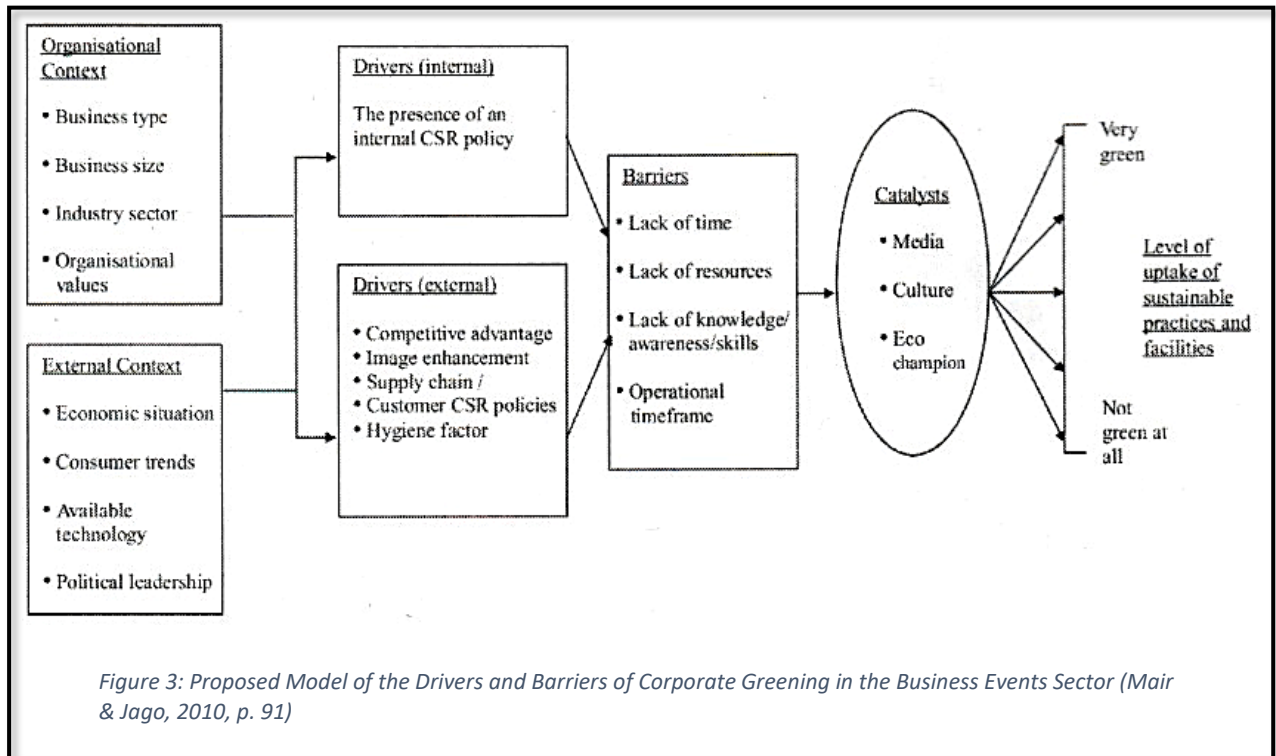 Organisational
Context
• Business type
• Business size
• Industry sector
• Organisational
values
External Context
• Economic situation
• Consumer trends
• Available
technology
• Political leadership
Drivers (internal)
The presence of an
internal CSR policy
Drivers (external)
• Competitive advantage
• Image enhancement
• Supply chain /
• Customer CSR policies
• Hygiene factor
Barriers
• Lack of time
• Lack of resources
• Lack of knowledge/
awareness/skills
• Operational
timeframe
Catalysts
• Media
• Culture
• Eco
champion
Very
green
Level of
uptake of
sustainable
practices and
facilities
Not
green at
all
Figure 3: Proposed Model of the Drivers and Barriers of Corporate Greening in the Business Events Sector (Mair
& Jago, 2010, p. 91)